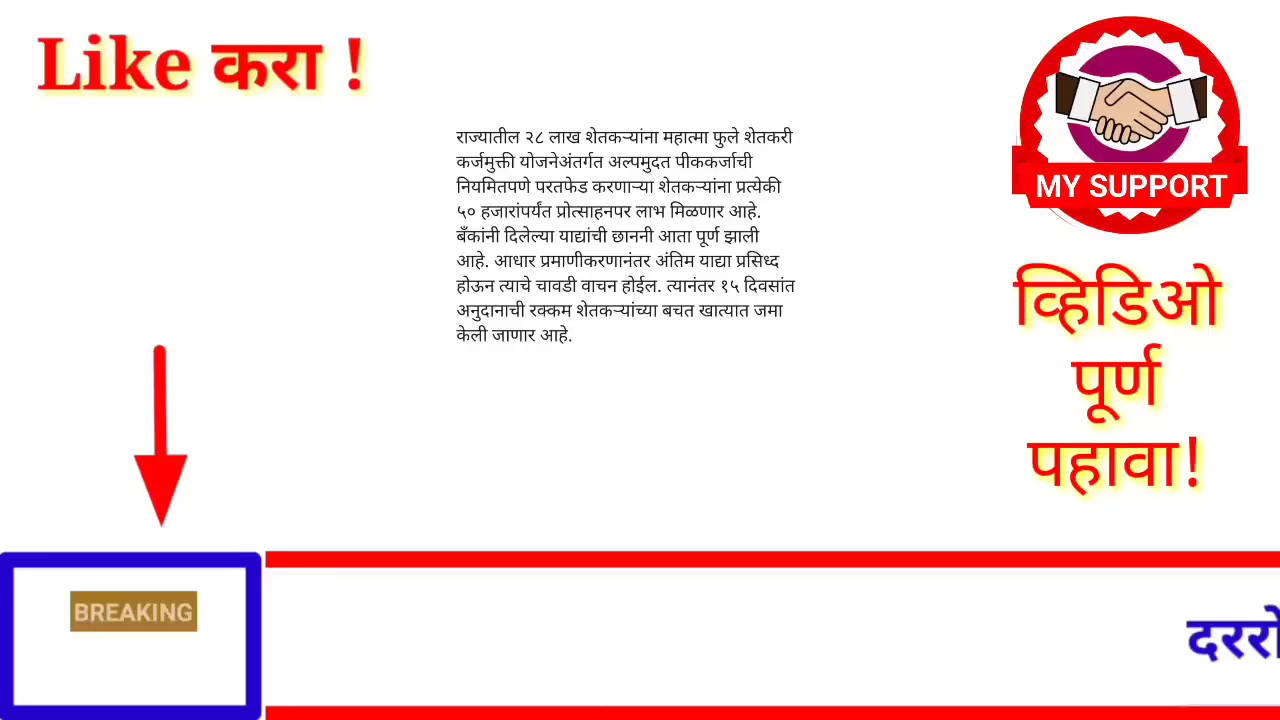 Like करा !
राज्यातील २८ लाख शेतकऱ्यांना महात्मा फुले शेतकरी
कर्जमुक्ती योजनेअंतर्गत अल्पमुदत पीककर्जाची
नियमितपणे परतफेड करणाऱ्या शेतकऱ्यांना प्रत्येकी
५० हजारांपर्यंत प्रोत्साहनपर लाभ मिळणार आहे.
बँकांनी दिलेल्या याद्यांची छाननी आता पूर्ण झाली
आहे. आधार प्रमाणीकरणानंतर अंतिम याद्या प्रसिध्द
होऊन त्याचे चावडी वाचन होईल. त्यानंतर १५ दिवसांत
अनुदानाची रक्कम शेतकऱ्यांच्या बचत खात्यात जमा
केली जाणार आहे.
MY SUPPORT
व्हिडिओ
पूर्ण
पहावा!
BREAKING